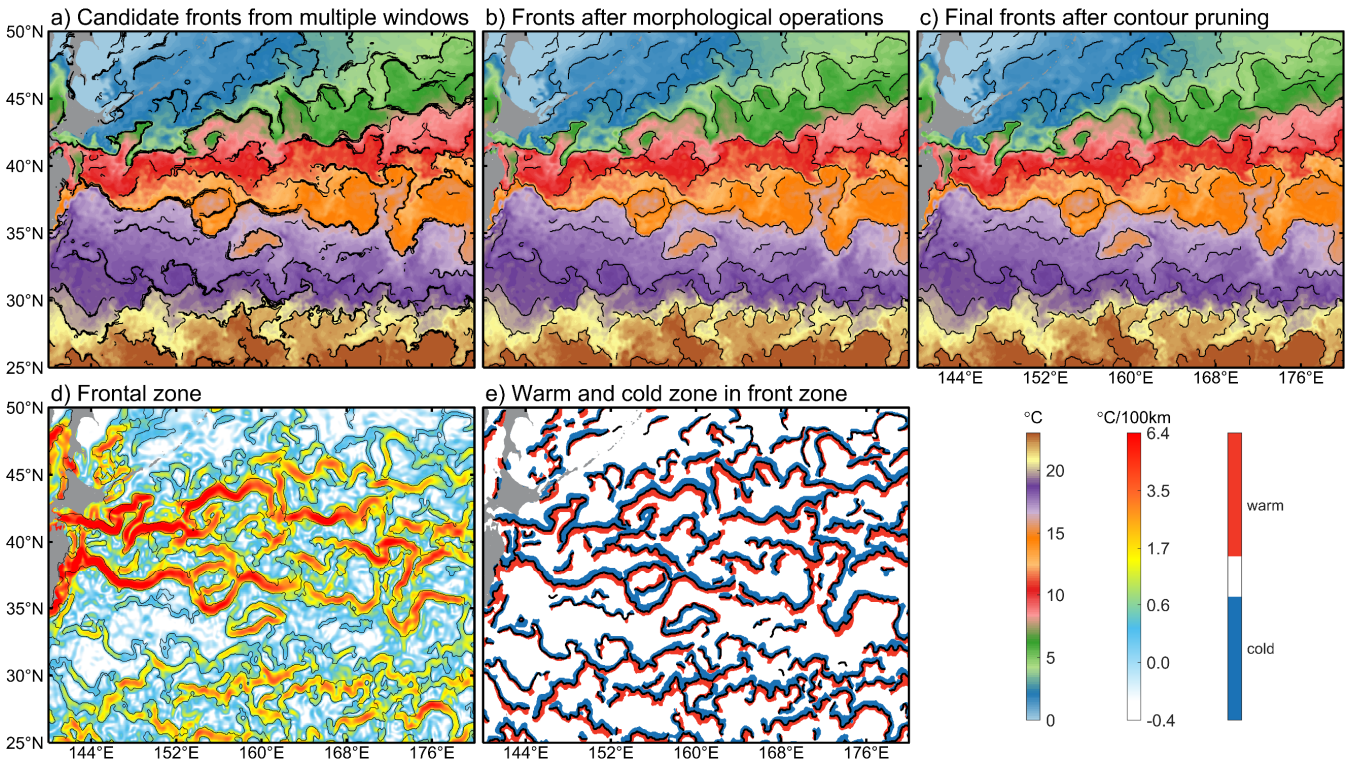 a) Candidate fronts from multiple windows
b) Fronts after morphological operations
c) Final fronts after contour pruning
50°N
45°N
40°N
35°N
30°N
25°N
144°E 152°E 160°E 168°E 176°E
d) Frontal zone
e) Warm and cold zone in front zone
50°N
45°N
40°N
35°N
30°N
25°N
144°E 152°E 160°E 168°E 176°E
144°E 152°E 160°E 168°E 176°E
°C
20
15
10
5
0
°C/100km
6.4
3.5
1.7
0.6
0.0
-0.4
warm
cold